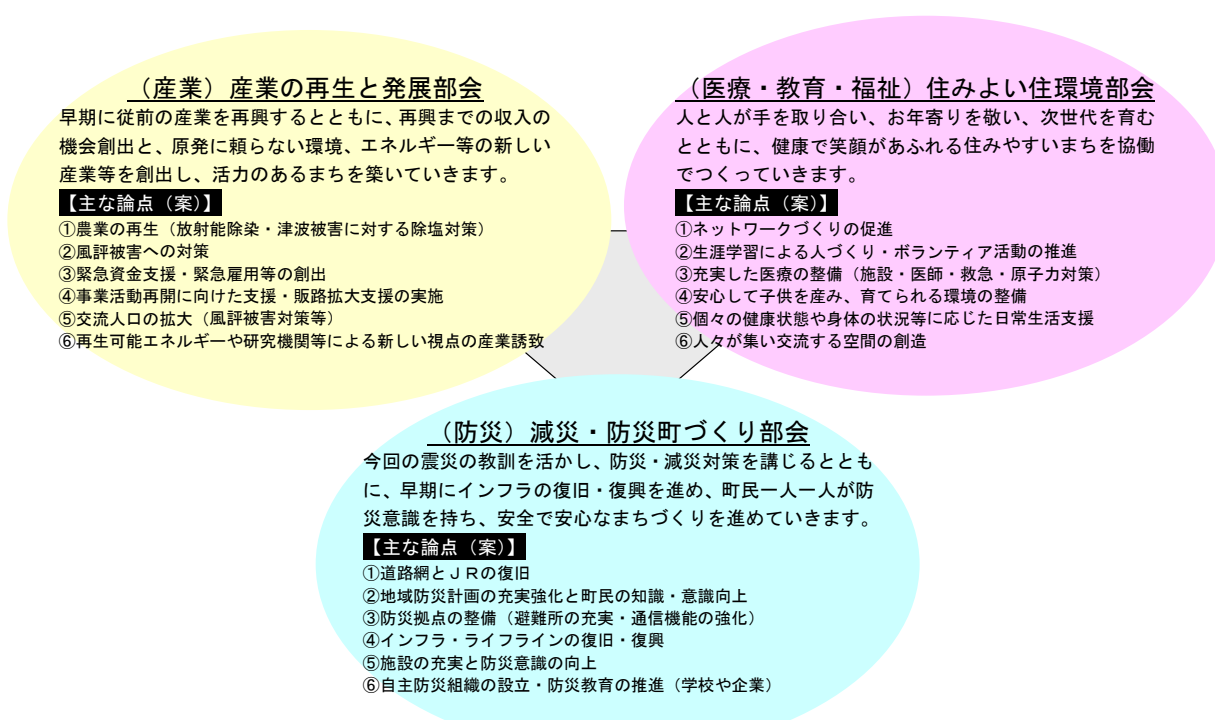 （産業）産業の再生と発展部会
早期に従前の産業を再興するとともに、再興までの収入の
機会創出と、原発に頼らない環境、エネルギー等の新しい
産業等を創出し、活力のあるまちを築いていきます。
【主な論点（案）】
①農業の再生（放射能除染・津波被害に対する除塩対策）
②風評被害への対策
③緊急資金支援・緊急雇用等の創出
④事業活動再開に向けた支援・販路拡大支援の実施
⑤交流人口の拡大（風評被害対策等）
⑥再生可能エネルギーや研究機関等による新しい視点の産業誘致
（医療・教育・福祉）住みよい住環境部会
人と人が手を取り合い、お年寄りを敬い、次世代を育む
とともに、健康で笑顔があふれる住みやすいまちを協働
でつくっていきます。
【主な論点（案）】
①ネットワークづくりの促進
②生涯学習による人づくり・ボランティア活動の推進
③充実した医療の整備（施設・医師・救急・原子力対策）
④安心して子供を産み、育てられる環境の整備
⑤個々の健康状態や身体の状況等に応じた日常生活支援
⑥人々が集い交流する空間の創造
（防災）減災・防災町づくり部会
今回の震災の教訓を活かし、防災・減災対策を講じるととも
に、早期にインフラの復旧・復興を進め、町民一人一人が防
災意識を持ち、安全で安心なまちづくりを進めていきます。
【主な論点（案）】
①道路網とＪＲの復旧
②地域防災計画の充実強化と町民の知識・意識向上
③防災拠点の整備（避難所の充実・通信機能の強化）
④インフラ・ライフラインの復旧・復興
⑤施設の充実と防災意識の向上
⑥自主防災組織の設立・防災教育の推進（学校や企業）